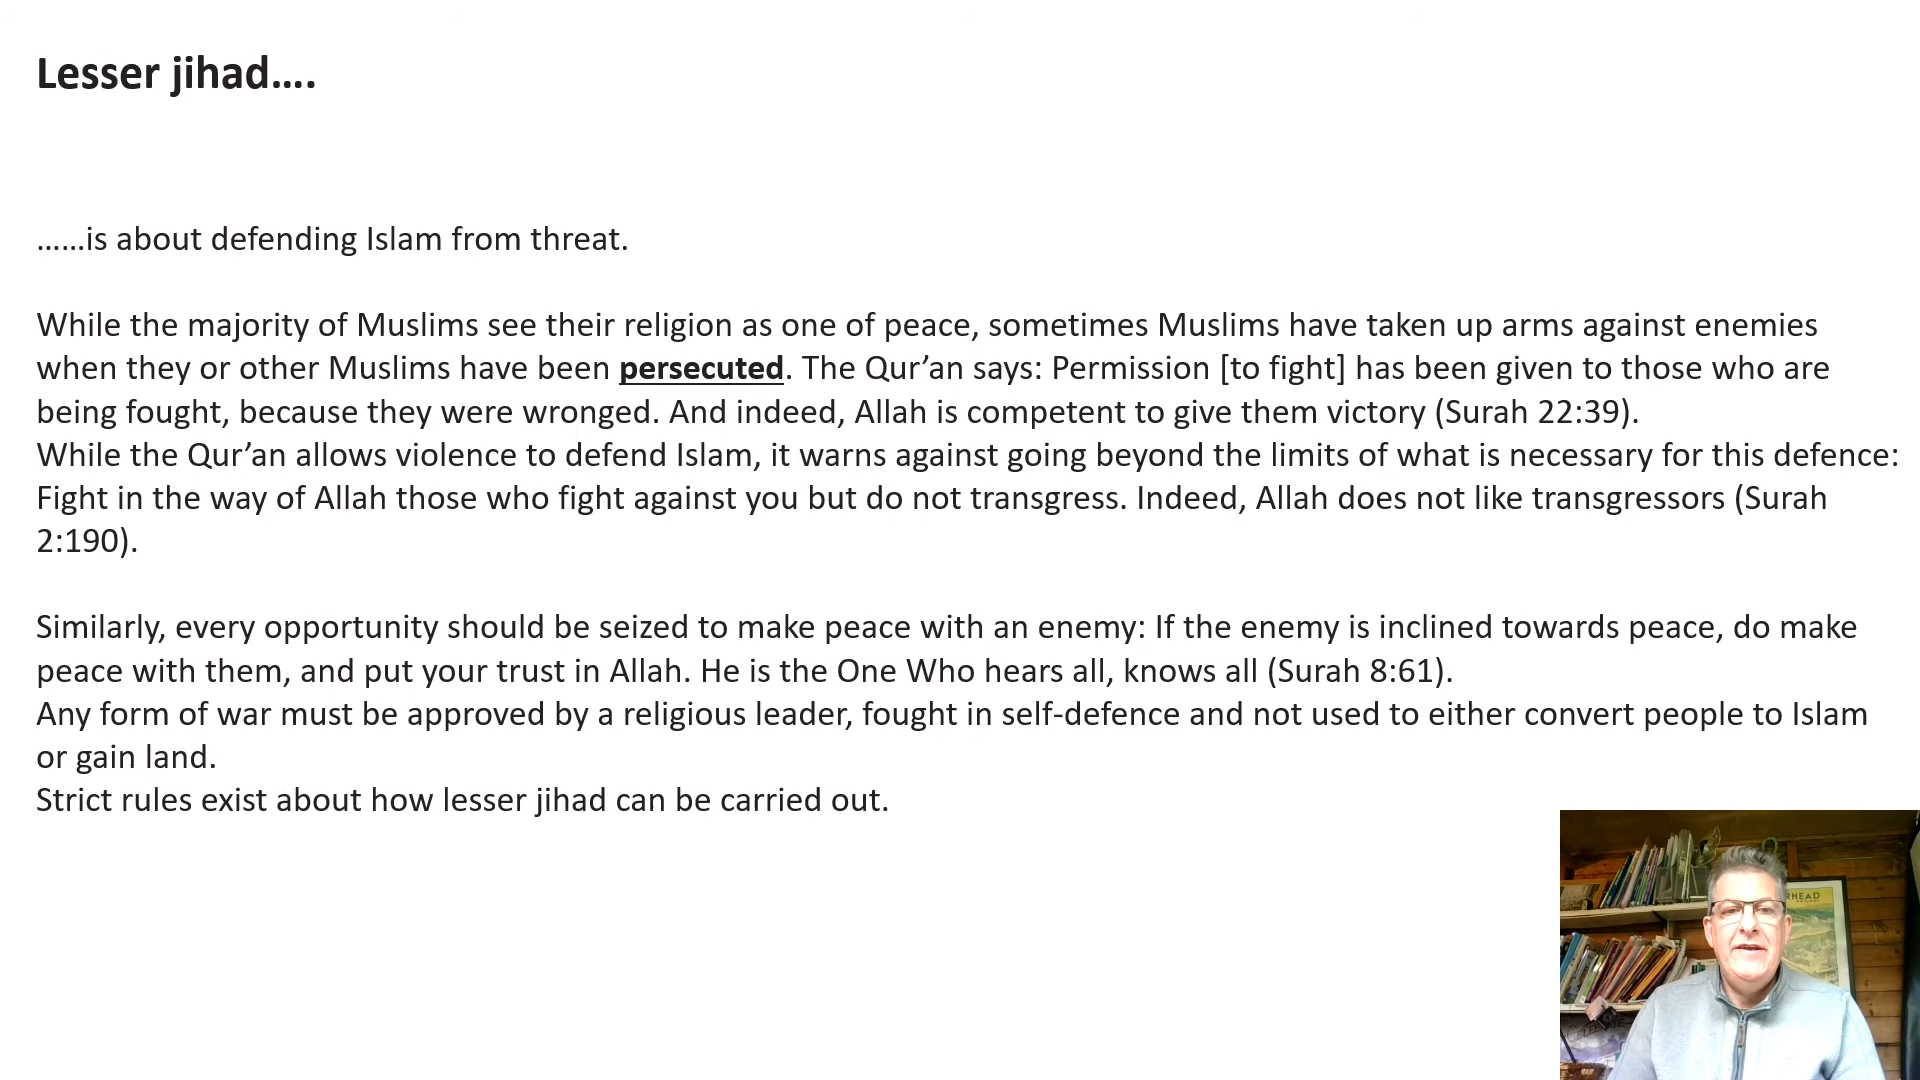 Lesser jihad….
……is about defending Islam from threat.
While the majority of Muslims see their religion as one of peace, sometimes Muslims have taken up arms against enemies
when they or other Muslims have been persecuted. The Qur’an says: Permission [to fight] has been given to those who are
being fought, because they were wronged. And indeed, Allah is competent to give them victory (Surah 22:39).
While the Qur’an allows violence to defend Islam, it warns against going beyond the limits of what is necessary for this defence:
Fight in the way of Allah those who fight against you but do not transgress. Indeed, Allah does not like transgressors (Surah
2:190).
Similarly, every opportunity should be seized to make peace with an enemy: If the enemy is inclined towards peace, do make
peace with them, and put your trust in Allah. He is the One Who hears all, knows all (Surah 8:61).
Any form of war must be approved by a religious leader, fought in self-defence and not used to either convert people to Islam
or gain land.
Strict rules exist about how lesser jihad can be carried out.